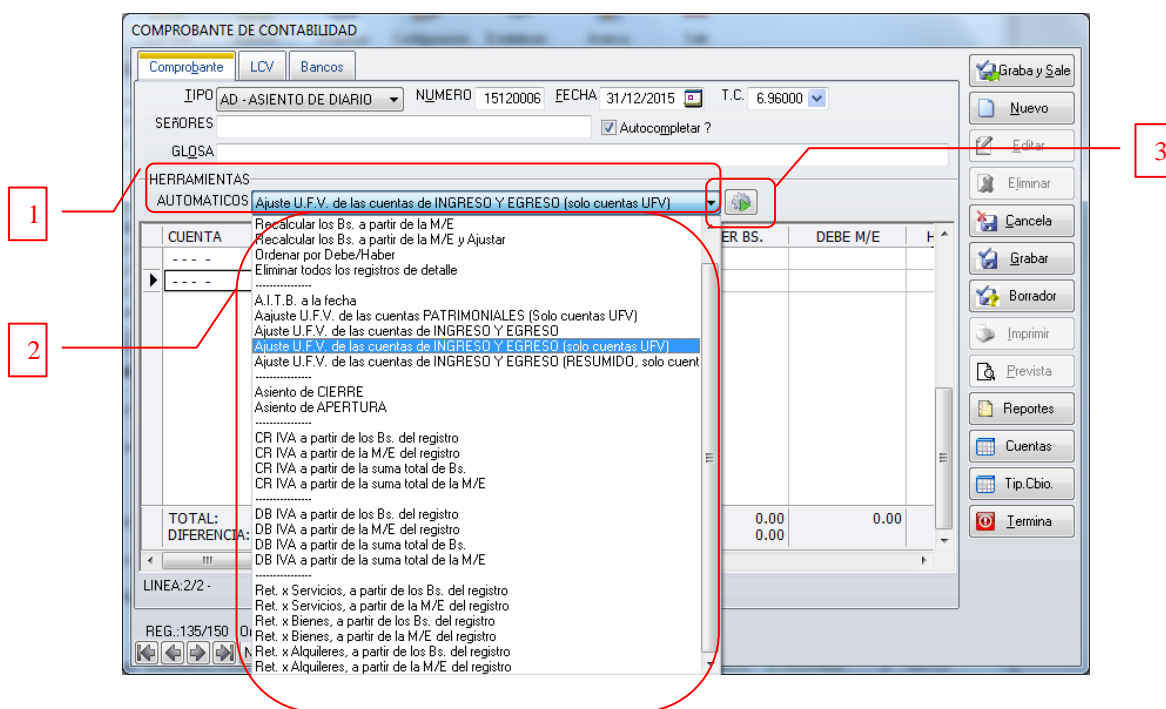 COMPROBANTE DE CONTABILIDAD
Comprobante LCV Bancos
TIPO AD - ASIENTO DE DIARIO NUMERO 15120006 FECHA 31/12/2015 T.C. 6.96000
SEÑORES Autocompletar ?
GLOSA
HERRAMIENTAS
AUTOMATICOS Ajuste U.F.V. de las cuentas de INGRESO Y EGRESO (solo cuentas UFV)
CUENTA ER BS. DEBE M/E H
---- -
---- -
Recalcular los Bs. a partir de la M/E
Recalcular los Bs. a partir de la M/E y Ajustar
Ordenar por Debe/Haber
Eliminar todos los registros de detalle
----------------
A.I.T.B. a la fecha
Aajuste U.F.V. de las cuentas PATRIMONIALES (Solo cuentas UFV)
Ajuste U.F.V. de las cuentas de INGRESO Y EGRESO
Ajuste U.F.V. de las cuentas de INGRESO Y EGRESO (solo cuentas UFV)
Ajuste U.F.V. de las cuentas de INGRESO Y EGRESO (RESUMIDO, solo cuent
----------------
Asiento de CIERRE
Asiento de APERTURA
----------------
CR IVA a partir de los Bs. del registro
CR IVA a partir de la M/E del registro
CR IVA a partir de la suma total de Bs.
CR IVA a partir de la suma total de la M/E
----------------
DB IVA a partir de los Bs. del registro
DB IVA a partir de la M/E del registro
DB IVA a partir de la suma total de Bs.
DB IVA a partir de la suma total de la M/E
----------------
Ret. x Servicios, a partir de los Bs. del registro
Ret. x Servicios, a partir de la M/E del registro
Ret. x Bienes, a partir de los Bs. del registro
Ret. x Bienes, a partir de la M/E del registro
Ret. x Alquileres, a partir de los Bs. del registro
Ret. x Alquileres, a partir de la M/E del registro
TOTAL: 0.00 0.00
DIFERENCIA: 0.00
LINEA:2/2 -
REG.:135/150
Graba y Sale
Nuevo
Editar
Eliminar
Cancela
Grabar
Borrador
Imprimir
Prevista
Reportes
Cuentas
Tip.Cbio.
Termina
1
2
3